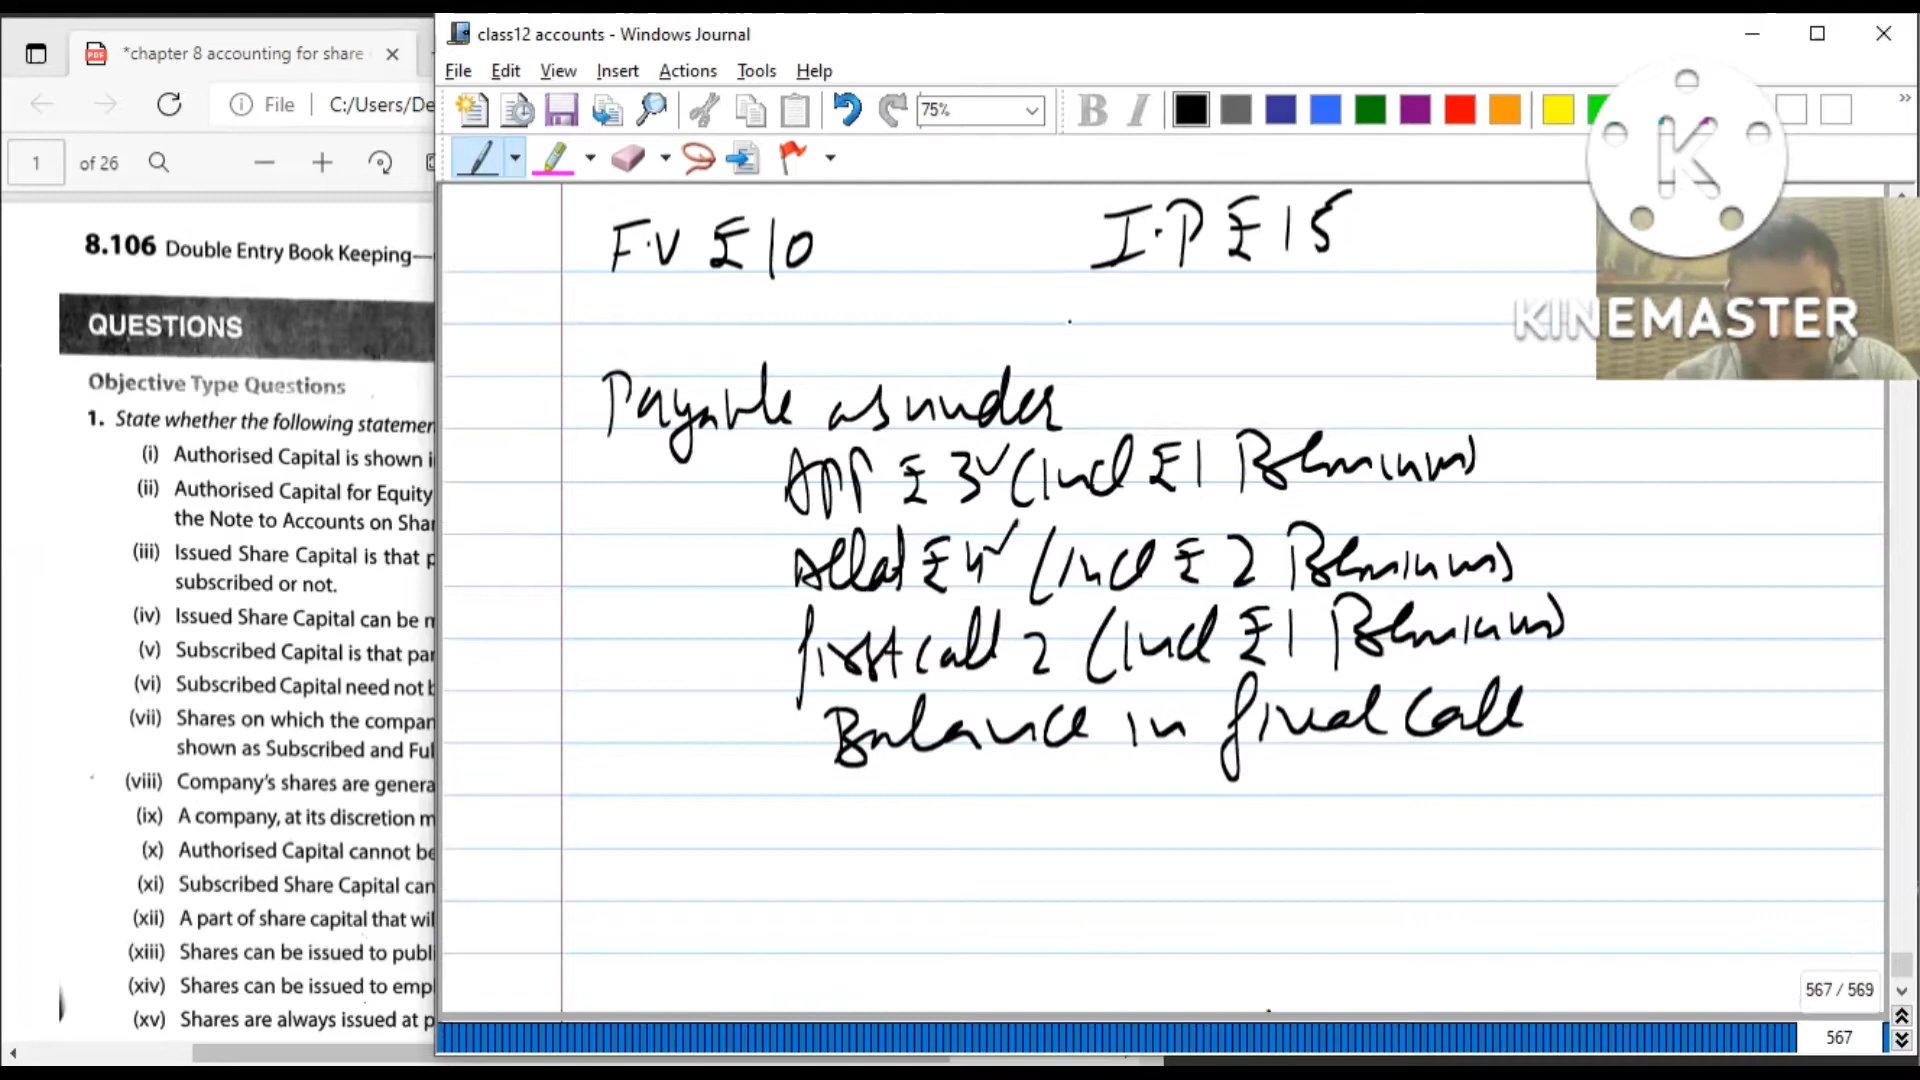 *chapter 8 accounting for share
File C:/Users/De
1 of 26
8.106 Double Entry Book Keeping—
QUESTIONS
Objective Type Questions
1. State whether the following statemen
(i) Authorised Capital is shown i
(ii) Authorised Capital for Equity
the Note to Accounts on Shar
(iii) Issued Share Capital is that p
subscribed or not.
(iv) Issued Share Capital can be m
(v) Subscribed Capital is that par
(vi) Subscribed Capital need not b
(vii) Shares on which the compan
shown as Subscribed and Ful
(viii) Company's shares are genera
(ix) A company, at its discretion m
(x) Authorised Capital cannot be
(xi) Subscribed Share Capital can
(xii) A part of share capital that wil
(xiii) Shares can be issued to publi
(xiv) Shares can be issued to empl
(xv) Shares are always issued at p
class12 accounts - Windows Journal
File Edit View Insert Actions Tools Help
75% B I
K
KINEMASTER
F.V ₹ 10 I.P ₹ 15
Payable as under
App ₹ 3 (incl ₹ 1 Premium)
Allot ₹ 4 (incl ₹ 2 Premium)
first call 2 (incl ₹ 1 Premium)
Balance in final call
567 / 569
567